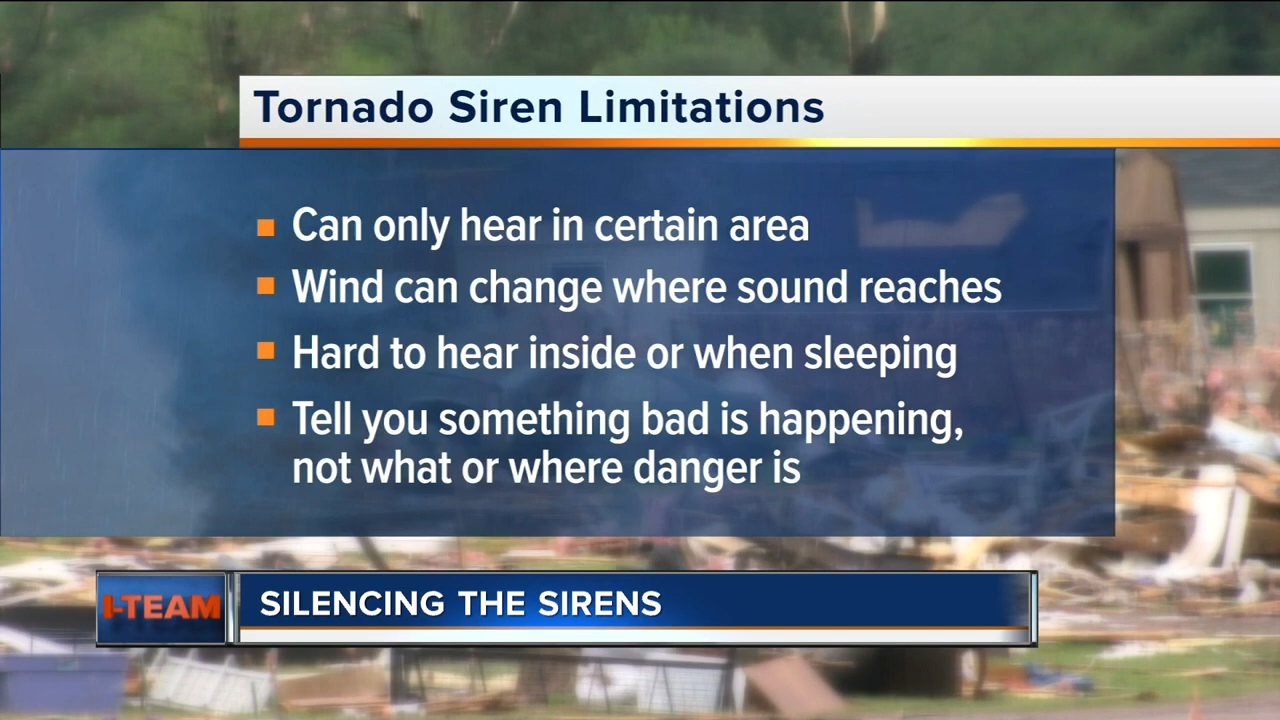 Tornado Siren Limitations
Can only hear in certain area
Wind can change where sound reaches
Hard to hear inside or when sleeping
Tell you something bad is happening,
not what or where danger is
I-TEAM
SILENCING THE SIRENS